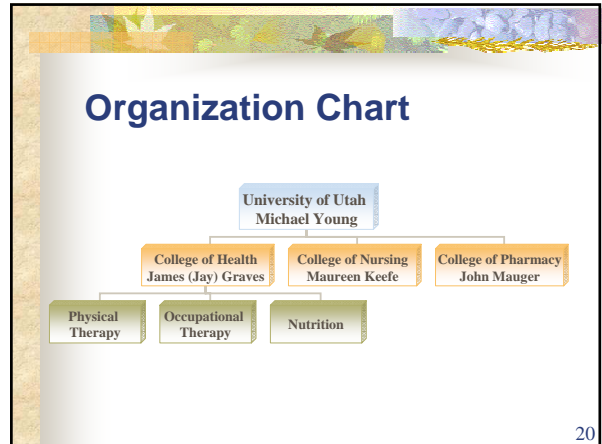 Organization Chart
University of Utah
Michael Young
College of Health
James (Jay) Graves
College of Nursing
Maureen Keefe
College of Pharmacy
John Mauger
Physical
Therapy
Occupational
Therapy
Nutrition
20